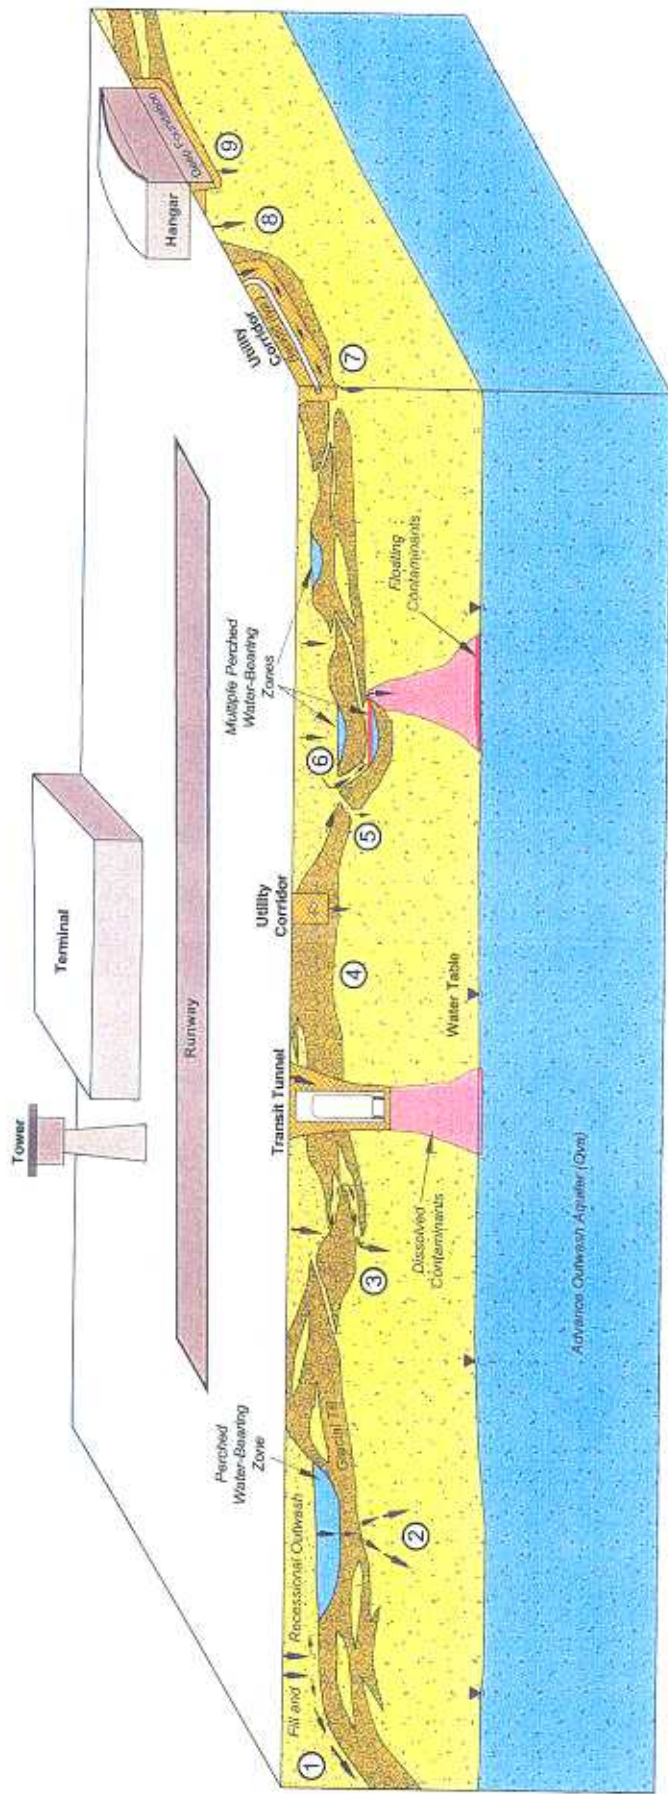 Tower
Terminal
Runway
Hangar
Deep Foundation
Utility
Corridor
Perched
Water-Bearing
Zone
Utility
Corridor
Multiple Perched
Water-Bearing
Zones
Transit Tunnel
Fill and Recessional Outwash
Glacial Till
1
2
3
4
5
6
7
8
9
Dissolved
Contaminants
Floating
Contaminants
Water Table
Advance Outwash Aquifer (Qva)